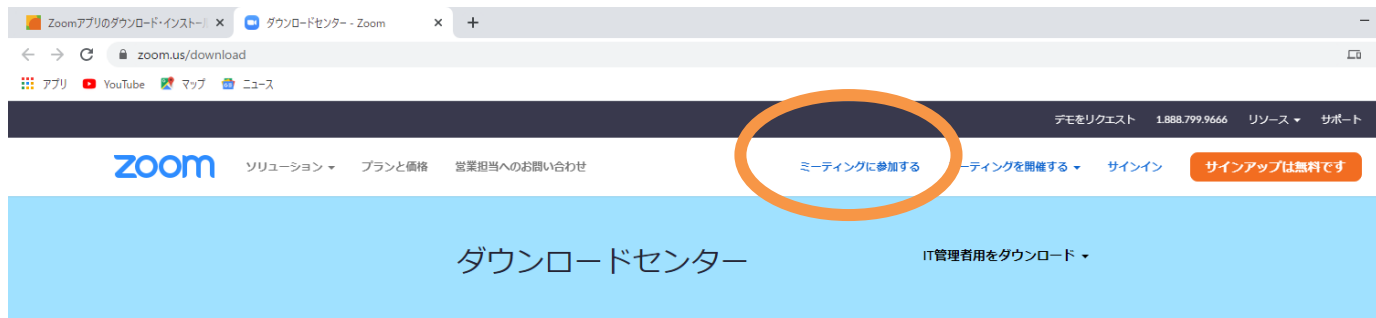 Zoomアプリのダウンロード・インストール
ダウンロードセンター - Zoom
zoom.us/download
アプリ YouTube マップ ニュース
デモをリクエスト 1.888.799.9666 リソース サポート
zoom ソリューション プランと価格 営業担当へのお問い合わせ ミーティングに参加する ーティングを開催する サインイン サインアップは無料です
ダウンロードセンター IT管理者用をダウンロード